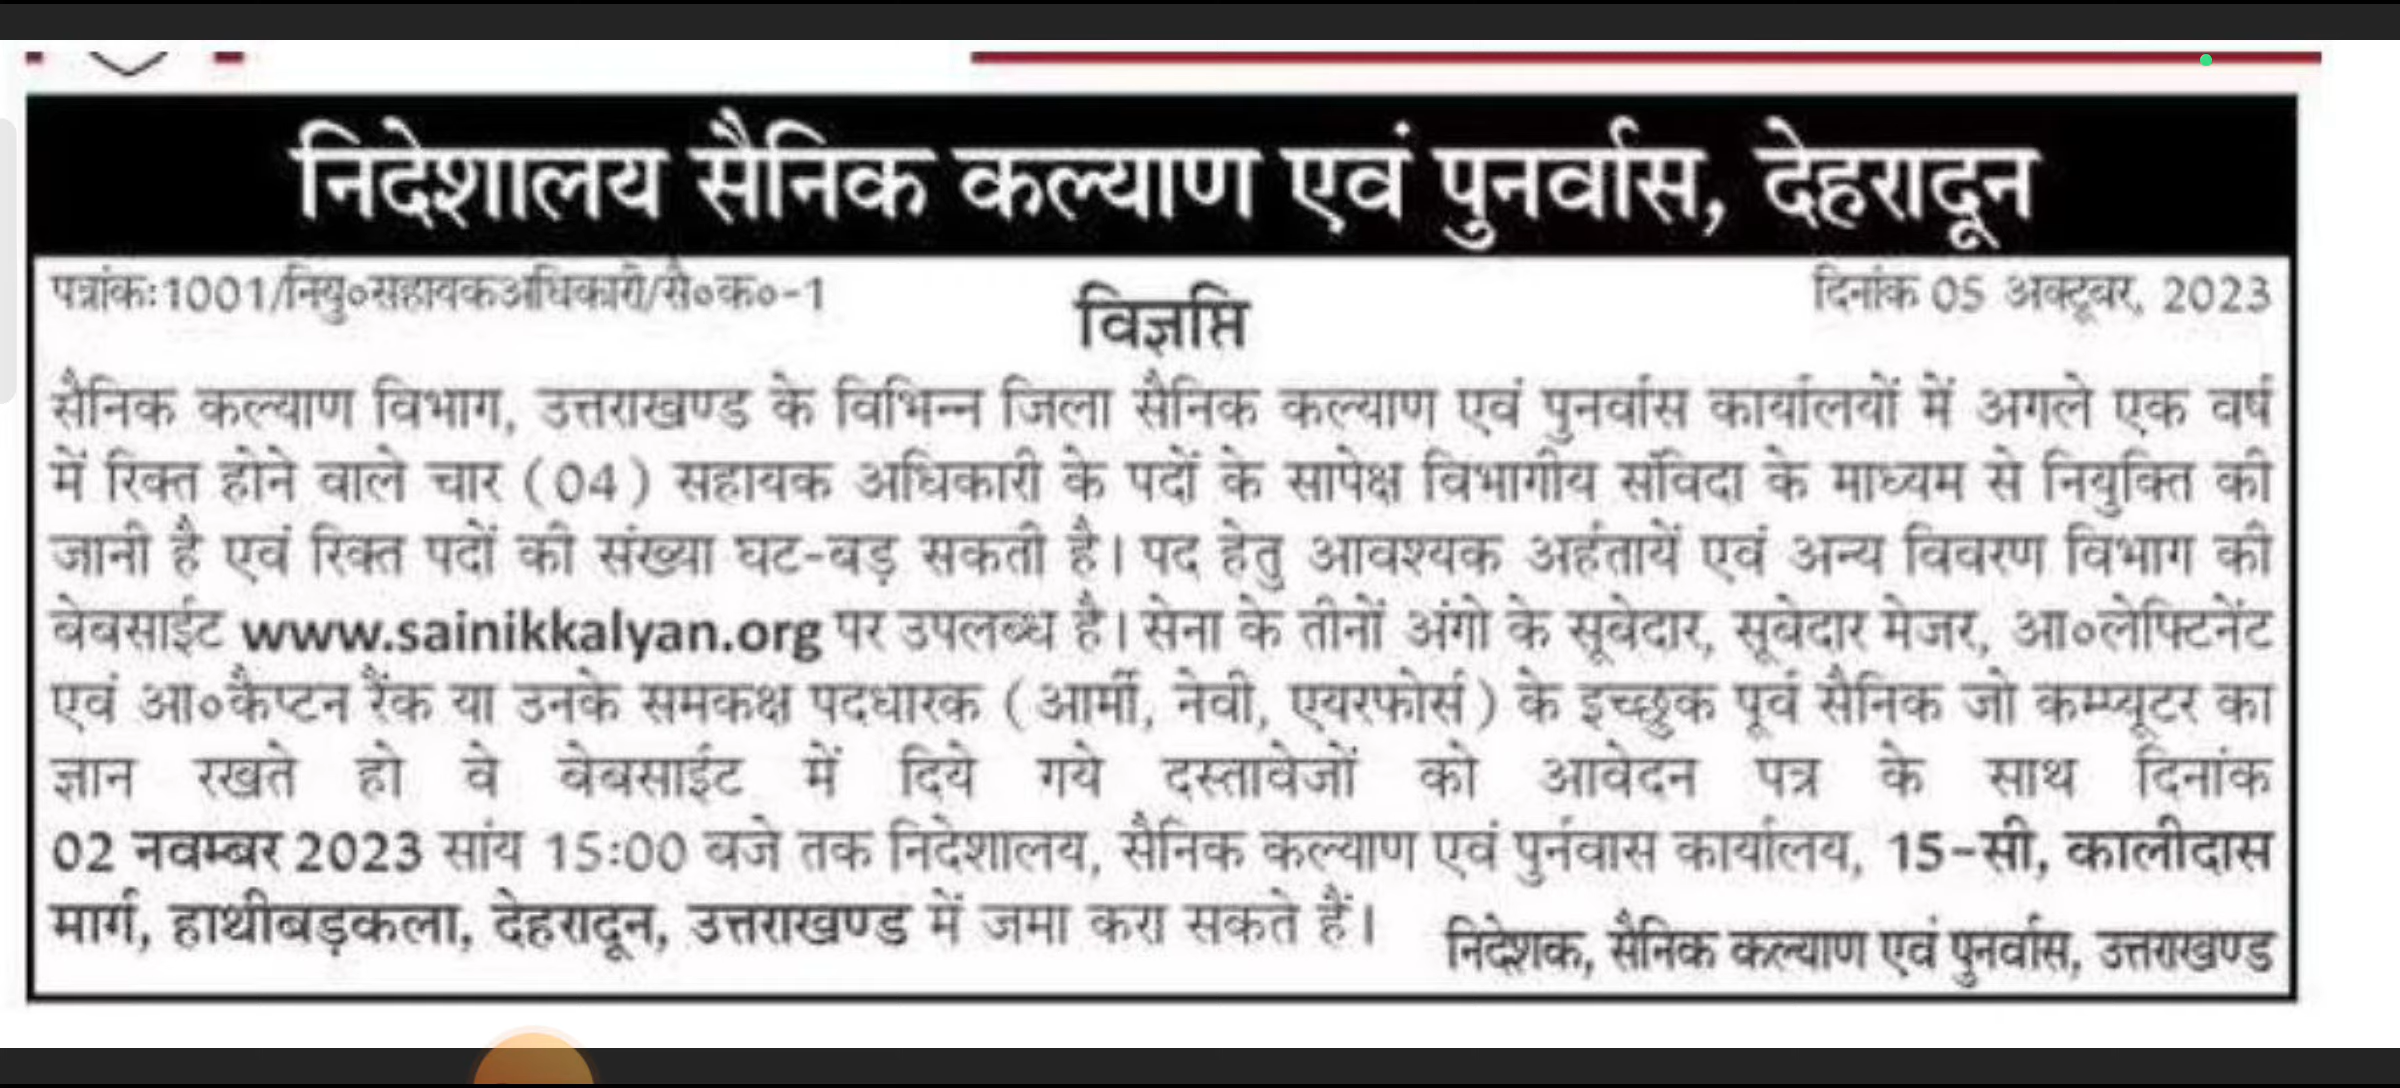 निदेशालय सैनिक कल्याण एवं पुनर्वास, देहरादून
पत्रांकः1001/नियु०सहायकअधिकारी/सै०क०-1
दिनांक 05 अक्टूबर, 2023
विज्ञप्ति
सैनिक कल्याण विभाग, उत्तराखण्ड के विभिन्न जिला सैनिक कल्याण एवं पुनर्वास कार्यालयों में अगले एक वर्ष
में रिक्त होने वाले चार (04) सहायक अधिकारी के पदों के सापेक्ष विभागीय संविदा के माध्यम से नियुक्ति की
जानी है एवं रिक्त पदों की संख्या घट-बड़ सकती है। पद हेतु आवश्यक अर्हतायें एवं अन्य विवरण विभाग की
बेबसाईट www.sainikkalyan.org पर उपलब्ध है। सेना के तीनों अंगो के सूबेदार, सूबेदार मेजर, आ०लेफ्टिनेंट
एवं आ०कैप्टन रैंक या उनके समकक्ष पदधारक (आर्मी, नेवी, एयरफोर्स) के इच्छुक पूर्व सैनिक जो कम्प्यूटर का
ज्ञान रखते हो वे बेबसाईट में दिये गये दस्तावेजों को आवेदन पत्र के साथ दिनांक
02 नवम्बर 2023 सांय 15:00 बजे तक निदेशालय, सैनिक कल्याण एवं पुर्नवास कार्यालय, 15-सी, कालीदास
मार्ग, हाथीबड़कला, देहरादून, उत्तराखण्ड में जमा करा सकते हैं।
निदेशक, सैनिक कल्याण एवं पुनर्वास, उत्तराखण्ड